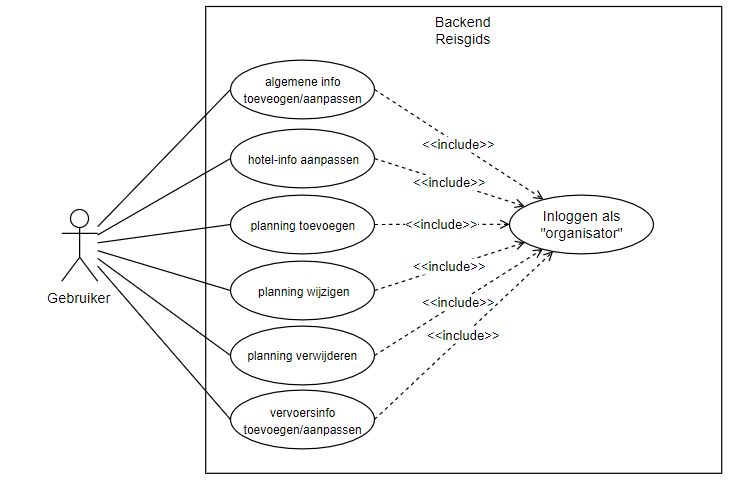 Backend
Reisgids
algemene info
toeveogen/aanpassen
<<include>>
hotel-info aanpassen
<<include>>
planning toevoegen
<<include>>
Inloggen als
"organisator"
planning wijzigen
<<include>>
Gebruiker
<<include>>
planning verwijderen
<<include>>
vervoersinfo
toevoegen/aanpassen